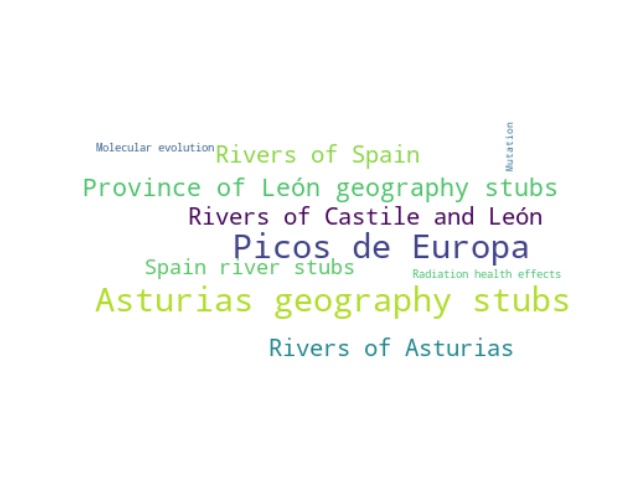 Mutation
Molecular evolution
Rivers of Spain
Province of León geography stubs
Rivers of Castile and León
Picos de Europa
Spain river stubs
Radiation health effects
Asturias geography stubs
Rivers of Asturias